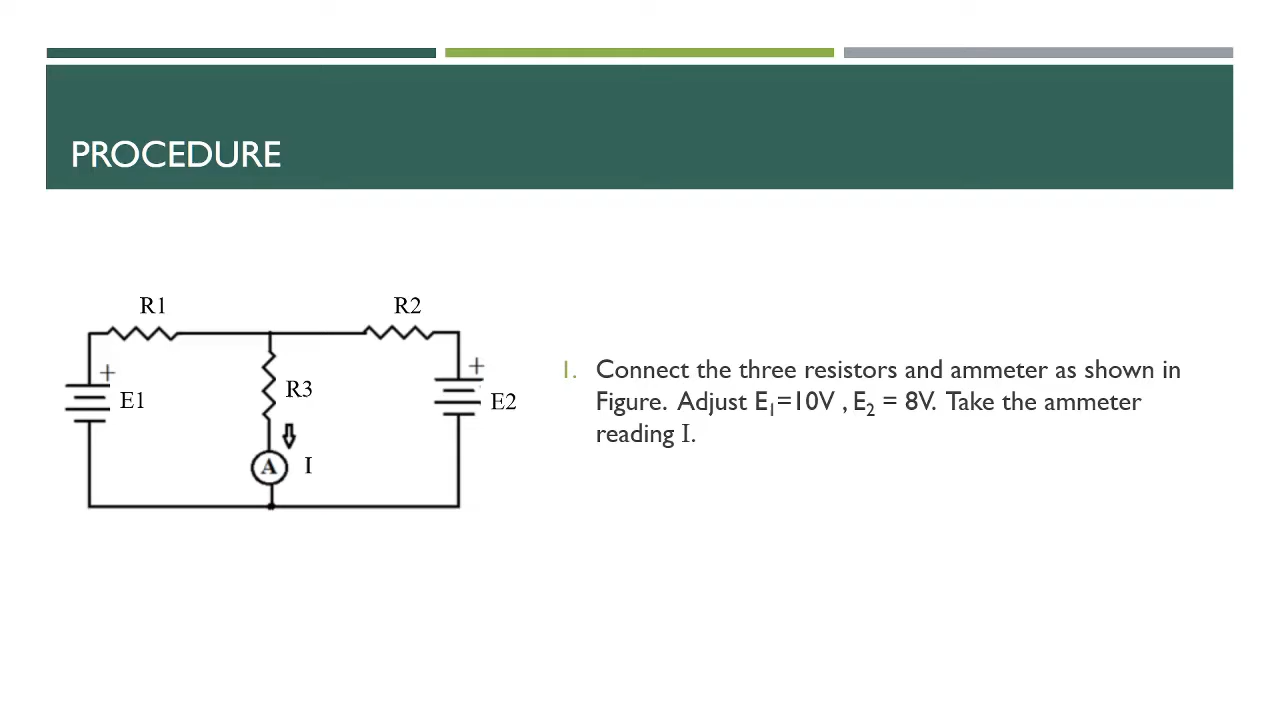 PROCEDURE
R1
R2
+
E1
R3
+
E2
A
I
1. Connect the three resistors and ammeter as shown in
Figure. Adjust E₁=10V , E₂ = 8V. Take the ammeter
reading I.